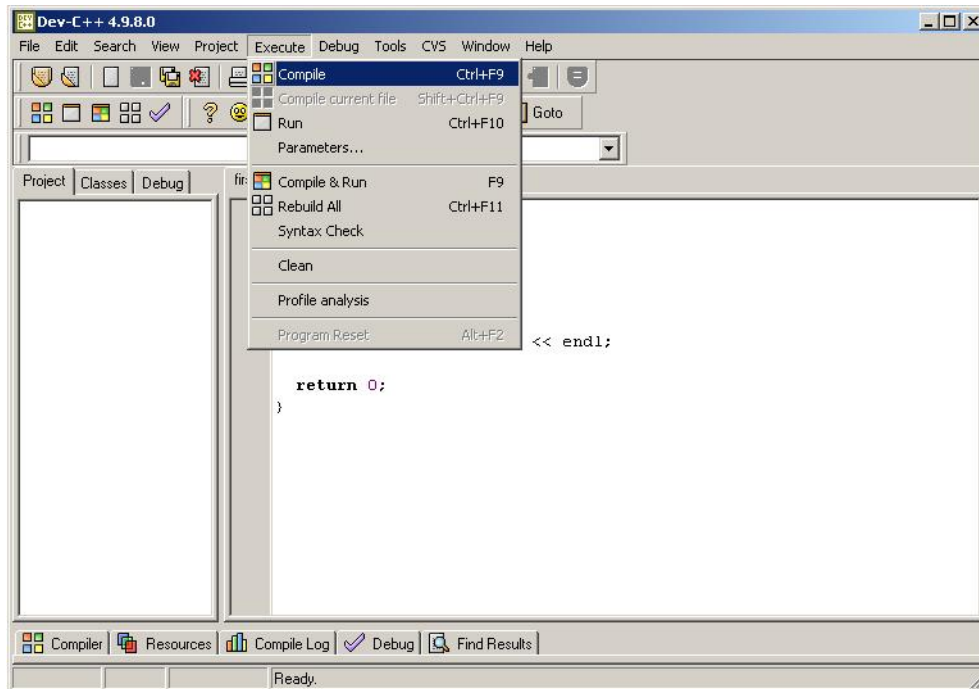 Dev-C++ 4.9.8.0
File Edit Search View Project Execute Debug Tools CVS Window Help
Compile Ctrl+F9
Compile current file Shift+Ctrl+F9
Goto
Run Ctrl+F10
Parameters...
Project Classes Debug
Compile & Run F9
Rebuild All Ctrl+F11
Syntax Check
Clean
Profile analysis
Program Reset Alt+F2
<< endl;
return 0;
}
Compiler Resources Compile Log Debug Find Results
Ready.